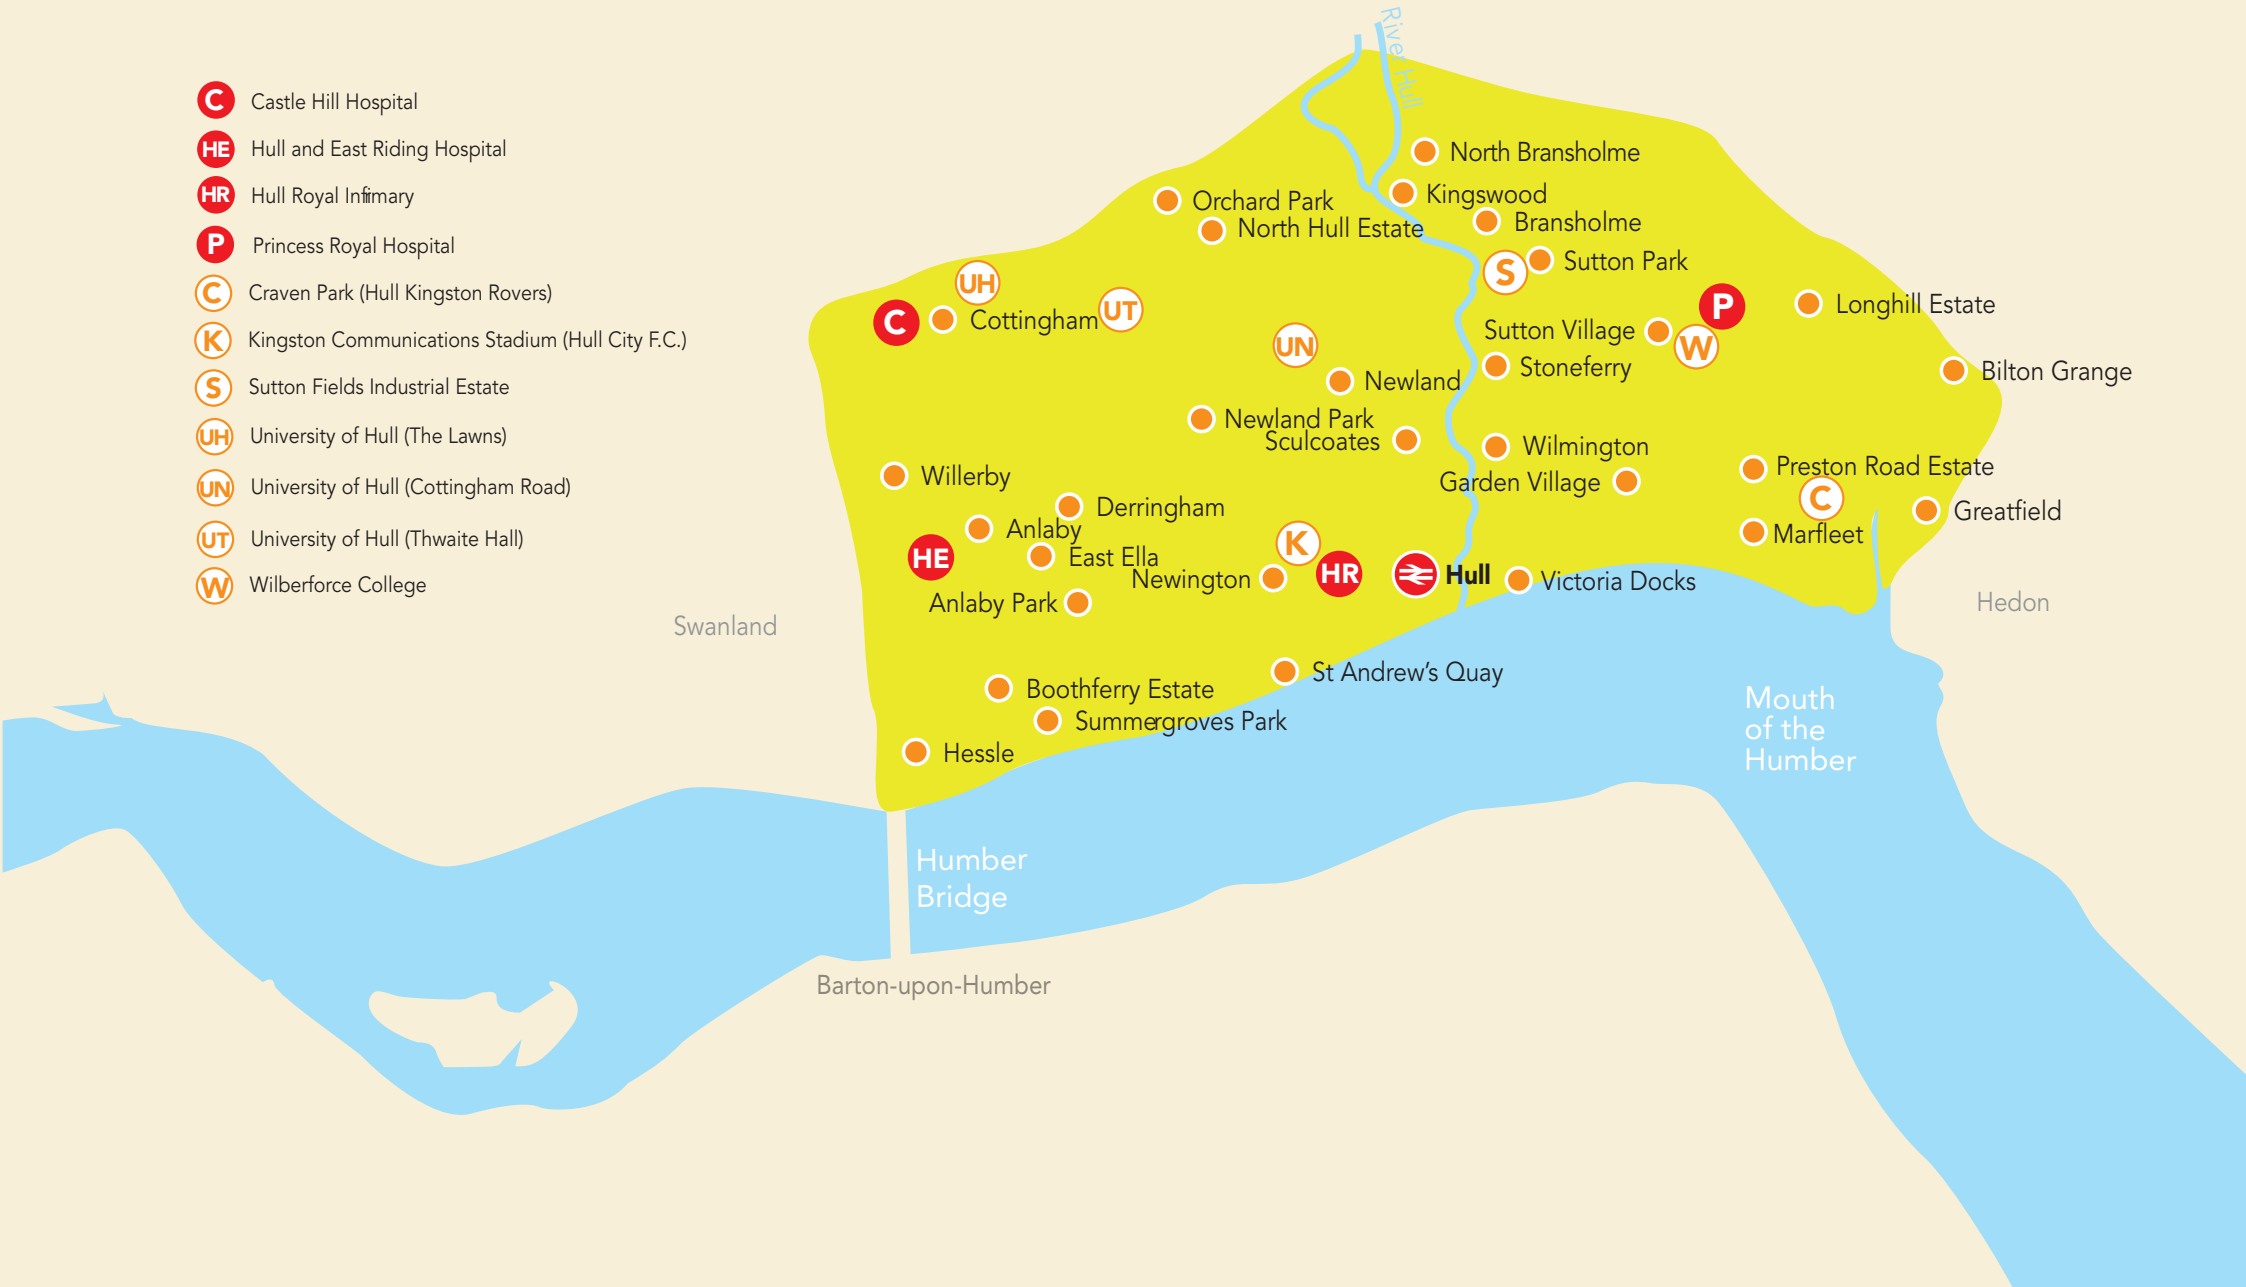 River Hull
C Castle Hill Hospital
HE Hull and East Riding Hospital
HR Hull Royal Infirmary
P Princess Royal Hospital
C Craven Park (Hull Kingston Rovers)
K Kingston Communications Stadium (Hull City F.C.)
S Sutton Fields Industrial Estate
UH University of Hull (The Lawns)
UN University of Hull (Cottingham Road)
UT University of Hull (Thwaite Hall)
W Wilberforce College
North Bransholme
Kingswood
Orchard Park
Bransholme
North Hull Estate
S
Sutton Park
UH
UT
C
Cottingham
P
Longhill Estate
Sutton Village
W
UN
Stoneferry
Bilton Grange
Newland
Newland Park
Sculcoates
Wilmington
Preston Road Estate
Willerby
Garden Village
C
Derringham
Greatfield
Anlaby
Marfleet
K
HE
East Ella
Newington
HR
Hull
Victoria Docks
Anlaby Park
Hedon
Swanland
St Andrew's Quay
Boothferry Estate
Summergroves Park
Hessle
Mouth
of the
Humber
Humber
Bridge
Barton-upon-Humber